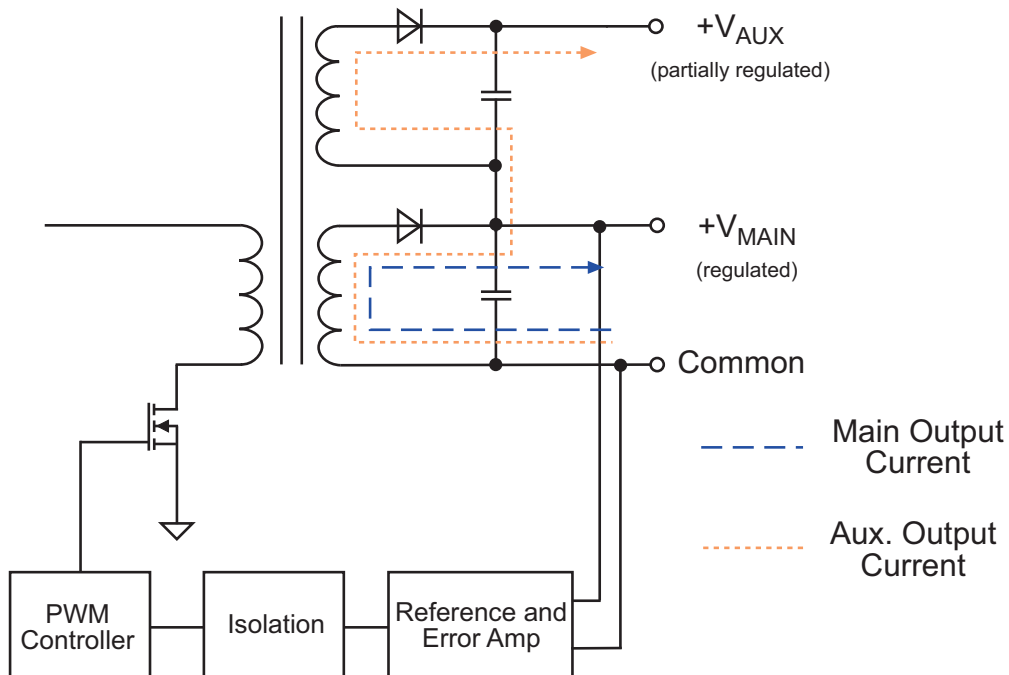 +VAUX
(partially regulated)
+VMAIN
(regulated)
Common
Main Output
Current
Aux. Output
Current
PWM
Controller
Isolation
Reference and
Error Amp